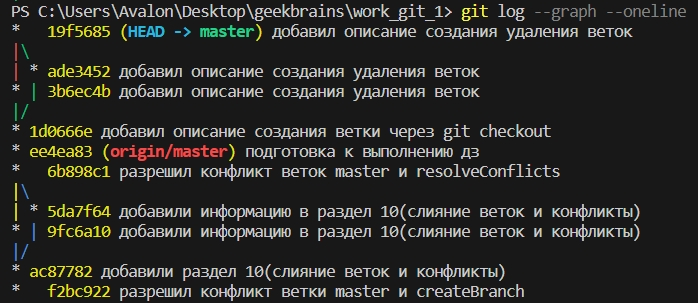 PS C:\Users\Avalon\Desktop\geekbrains\work_git_1> git log --graph --oneline
*   19f5685 (HEAD -> master) добавил описание создания удаления веток
|\
| * ade3452 добавил описание создания удаления веток
* | 3b6ec4b добавил описание создания удаления веток
|/
* 1d0666e добавил описание создания ветки через git checkout
* ee4ea83 (origin/master) подготовка к выполнению дз
*   6b898c1 разрешил конфликт веток master и resolveConflicts
|\
| * 5da7f64 добавили информацию в раздел 10(слияние веток и конфликты)
* | 9fc6a10 добавили информацию в раздел 10(слияние веток и конфликты)
|/
* ac87782 добавили раздел 10(слияние веток и конфликты)
*   f2bc922 разрешил конфликт ветки master и createBranch